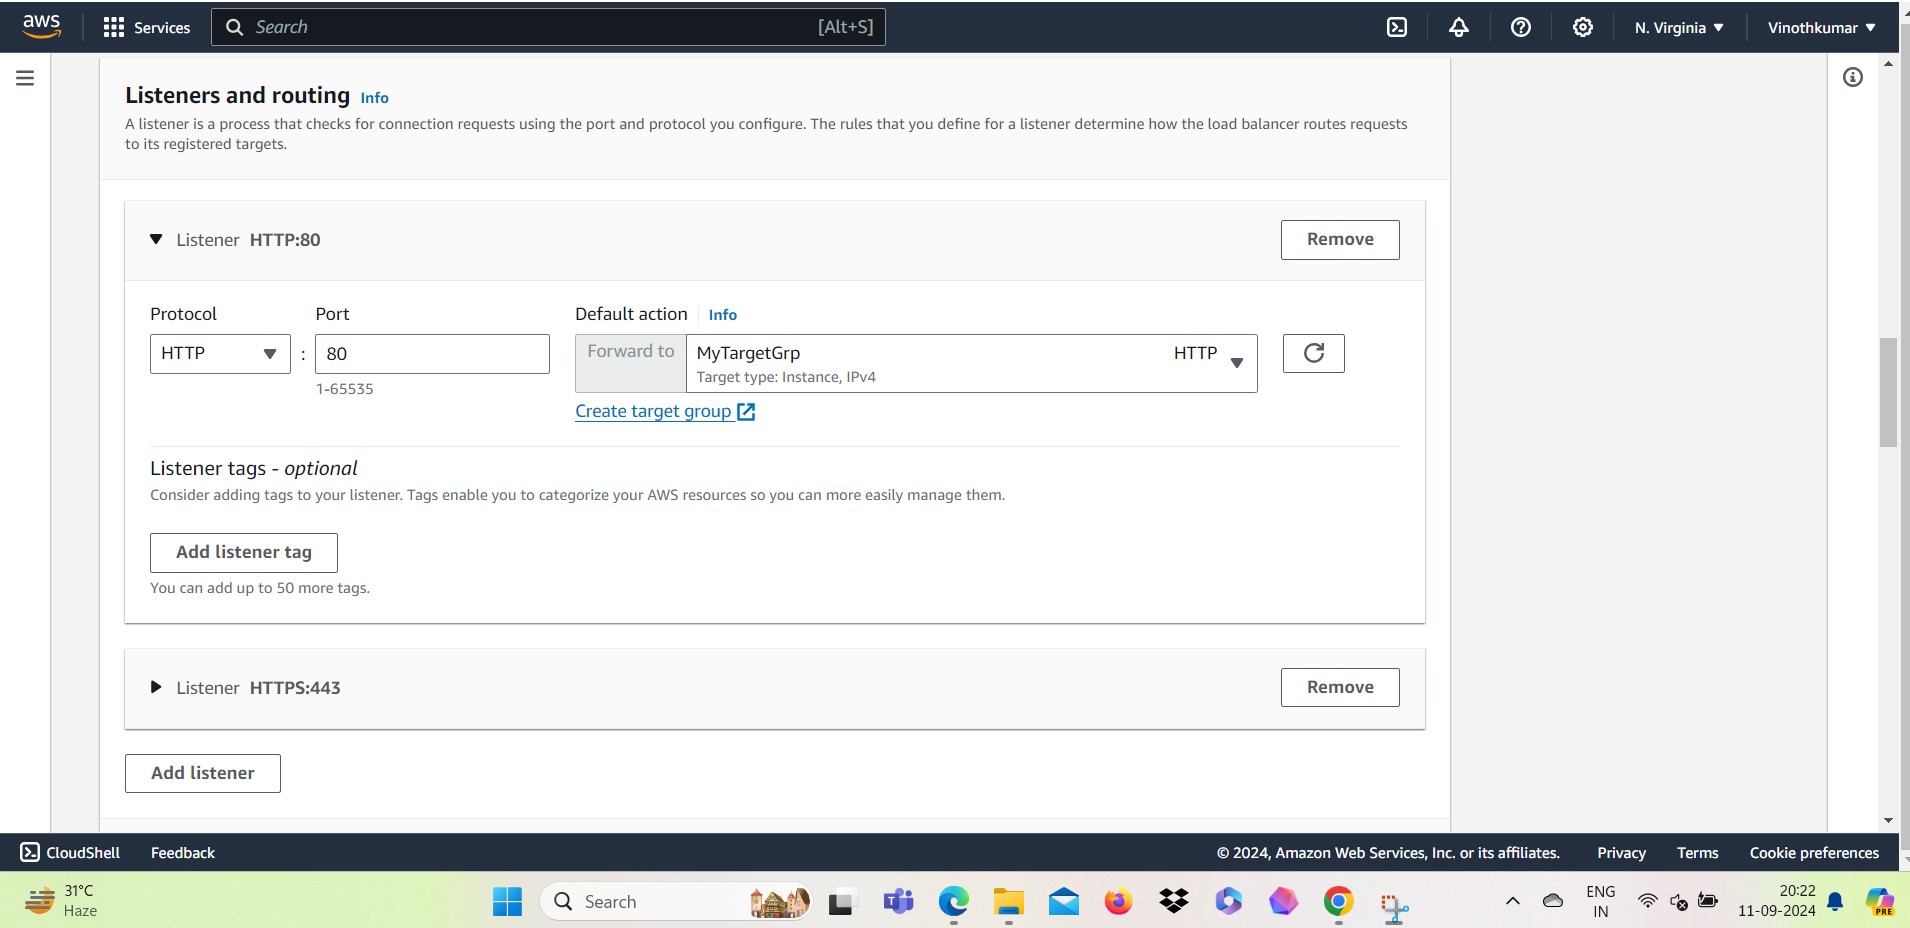 aws
Services
Search
[Alt+S]
N. Virginia
Vinothkumar
Listeners and routing Info
A listener is a process that checks for connection requests using the port and protocol you configure. The rules that you define for a listener determine how the load balancer routes requests
to its registered targets.
Listener HTTP:80
Remove
Protocol
Port
Default action
Info
HTTP
:
80
Forward to
MyTargetGrp
HTTP
Target type: Instance, IPv4
1-65535
Create target group
Listener tags - optional
Consider adding tags to your listener. Tags enable you to categorize your AWS resources so you can more easily manage them.
Add listener tag
You can add up to 50 more tags.
Listener HTTPS:443
Remove
Add listener
CloudShell
Feedback
© 2024, Amazon Web Services, Inc. or its affiliates.
Privacy
Terms
Cookie preferences
31°C
Haze
Search
ENG
IN
20:22
11-09-2024
PRE